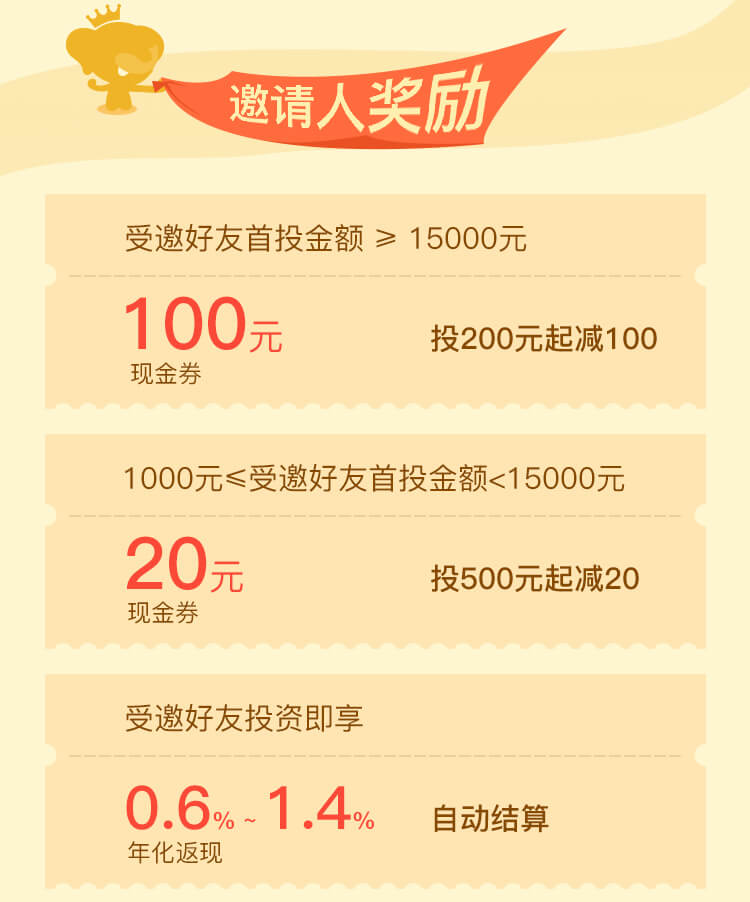 邀请人奖励
受邀好友首投金额 ≥ 15000元
100元
现金券
投200元起减100
1000元≤受邀好友首投金额<15000元
20元
现金券
投500元起减20
受邀好友投资即享
0.6% ~ 1.4%
年化返现
自动结算